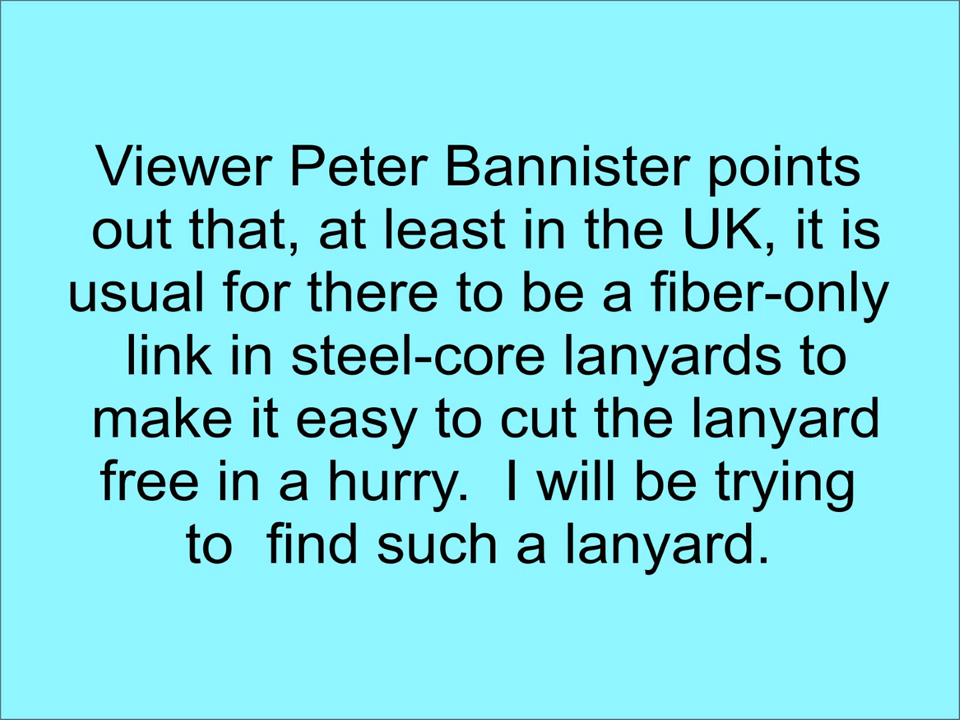 Viewer Peter Bannister points
out that, at least in the UK, it is
usual for there to be a fiber-only
link in steel-core lanyards to
make it easy to cut the lanyard
free in a hurry.  I will be trying
to  find such a lanyard.